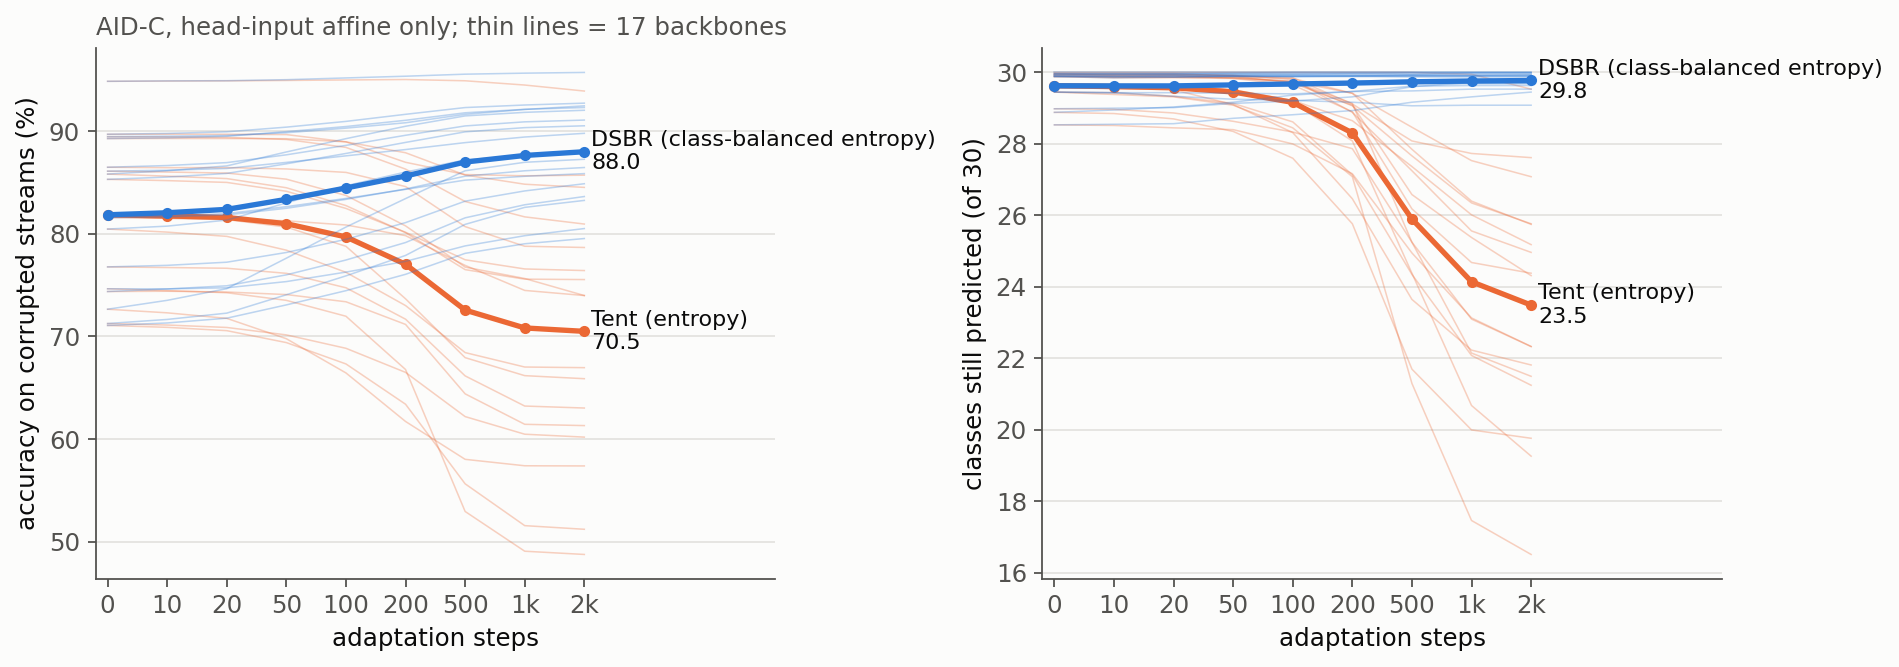 AID-C, head-input affine only; thin lines = 17 backbones
accuracy on corrupted streams (%)
90
80
70
60
50
DSBR (class-balanced entropy)
88.0
Tent (entropy)
70.5
0 10 20 50 100 200 500 1k 2k
adaptation steps
classes still predicted (of 30)
30
28
26
24
22
20
18
16
DSBR (class-balanced entropy)
29.8
Tent (entropy)
23.5
0 10 20 50 100 200 500 1k 2k
adaptation steps